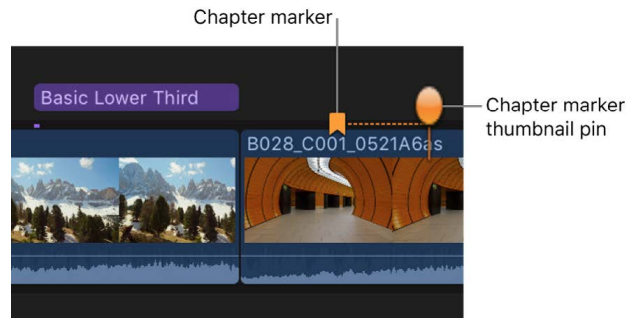 Chapter marker
Basic Lower Third
Chapter marker
thumbnail pin
B028_C001_0521A6as